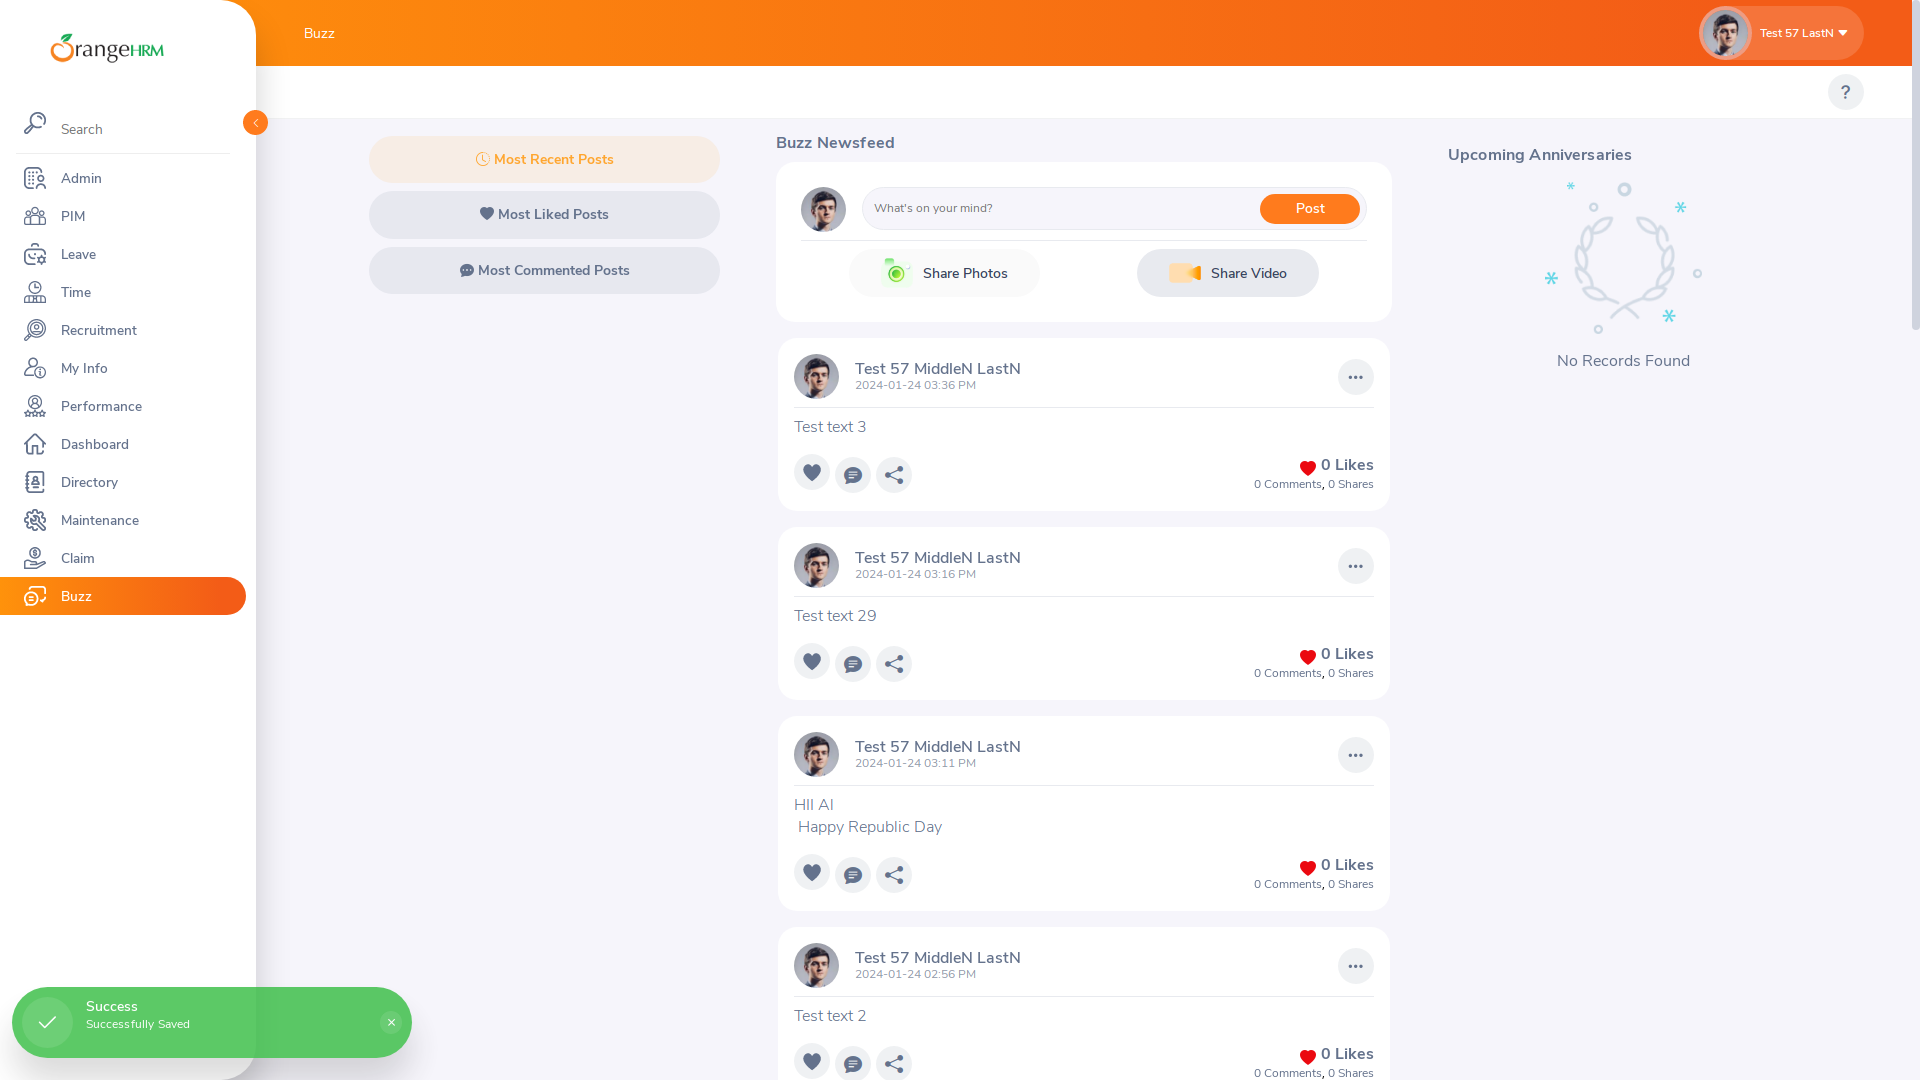 OrangeHRM
Search
Admin
PIM
Leave
Time
Recruitment
My Info
Performance
Dashboard
Directory
Maintenance
Claim
Buzz
Buzz
Test 57 LastN
?
Most Recent Posts
Most Liked Posts
Most Commented Posts
Buzz Newsfeed
What's on your mind?
Post
Share Photos
Share Video
Test 57 MiddleN LastN
2024-01-24 03:36 PM
Test text 3
0 Likes
0 Comments, 0 Shares
Test 57 MiddleN LastN
2024-01-24 03:16 PM
Test text 29
0 Likes
0 Comments, 0 Shares
Test 57 MiddleN LastN
2024-01-24 03:11 PM
HII Al
Happy Republic Day
0 Likes
0 Comments, 0 Shares
Test 57 MiddleN LastN
2024-01-24 02:56 PM
Test text 2
0 Likes
0 Comments, 0 Shares
Upcoming Anniversaries
No Records Found
Success
Successfully Saved